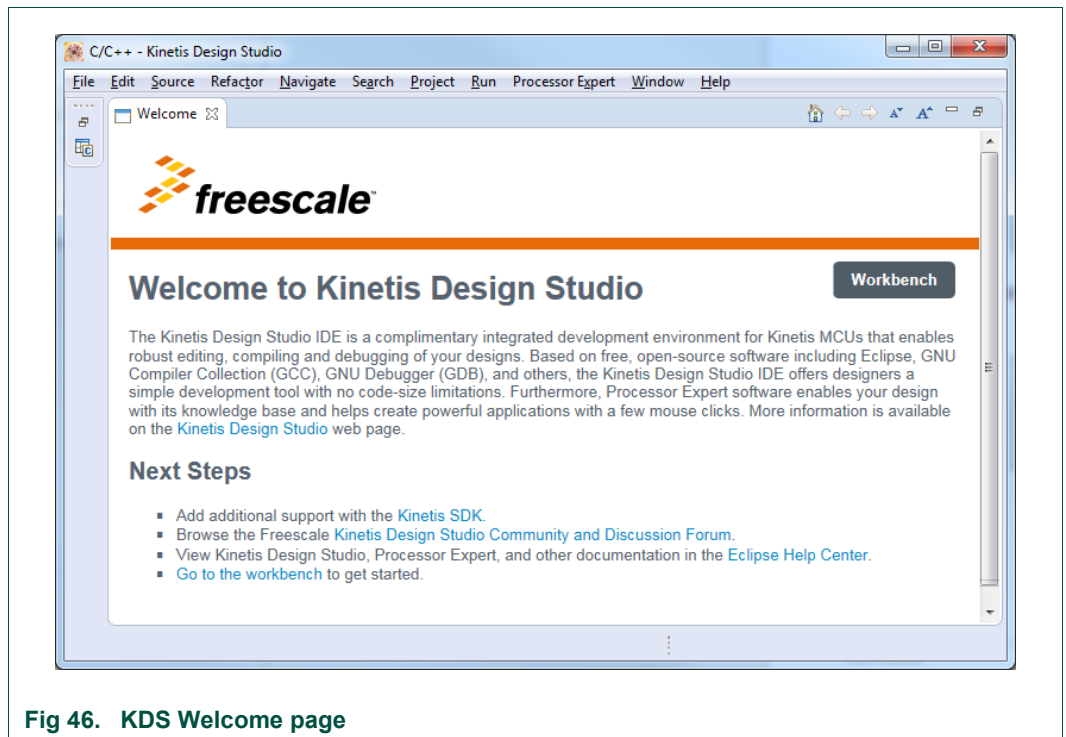 C/C++ - Kinetis Design Studio
File Edit Source Refactor Navigate Search Project Run Processor Expert Window Help
Welcome
freescale™
Welcome to Kinetis Design Studio
Workbench
The Kinetis Design Studio IDE is a complimentary integrated development environment for Kinetis MCUs that enables
robust editing, compiling and debugging of your designs. Based on free, open-source software including Eclipse, GNU
Compiler Collection (GCC), GNU Debugger (GDB), and others, the Kinetis Design Studio IDE offers designers a
simple development tool with no code-size limitations. Furthermore, Processor Expert software enables your design
with its knowledge base and helps create powerful applications with a few mouse clicks. More information is available
on the Kinetis Design Studio web page.
Next Steps
▪ Add additional support with the Kinetis SDK.
▪ Browse the Freescale Kinetis Design Studio Community and Discussion Forum.
▪ View Kinetis Design Studio, Processor Expert, and other documentation in the Eclipse Help Center.
▪ Go to the workbench to get started.
Fig 46. KDS Welcome page